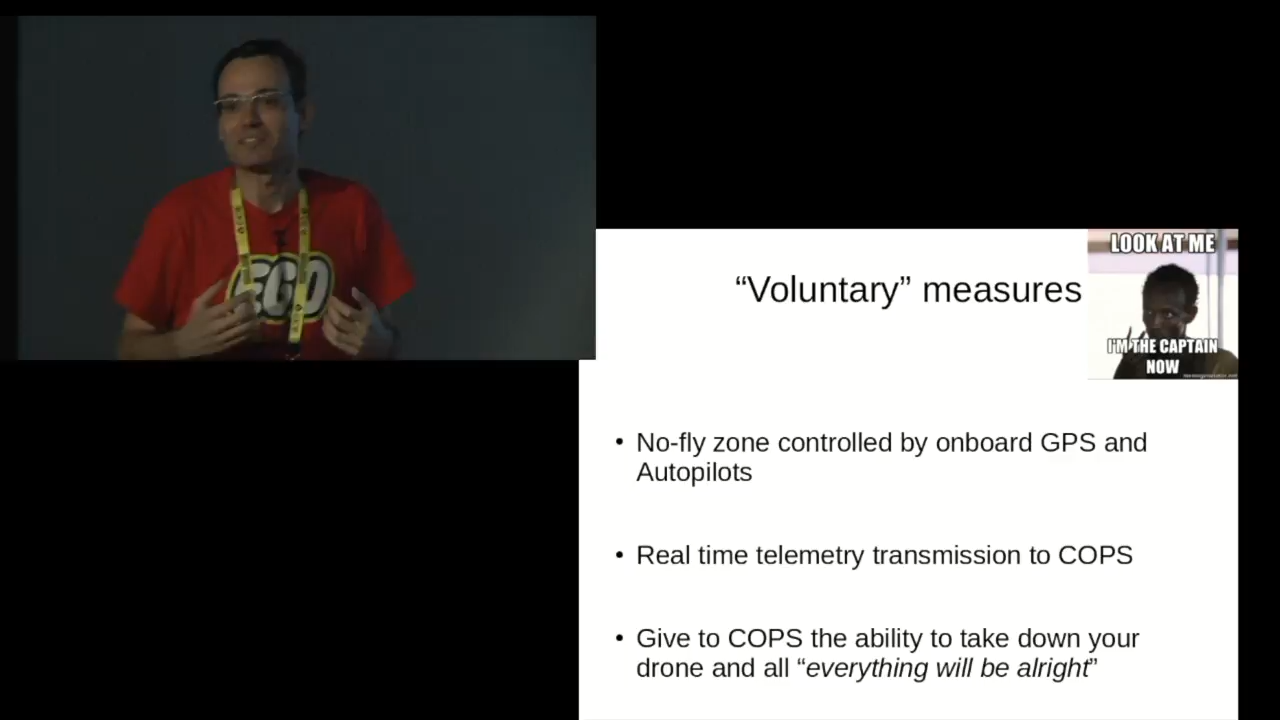 LEGO
"Voluntary" measures
LOOK AT ME
I'M THE CAPTAIN
NOW
• No-fly zone controlled by onboard GPS and
Autopilots
• Real time telemetry transmission to COPS
• Give to COPS the ability to take down your
drone and all “everything will be alright”